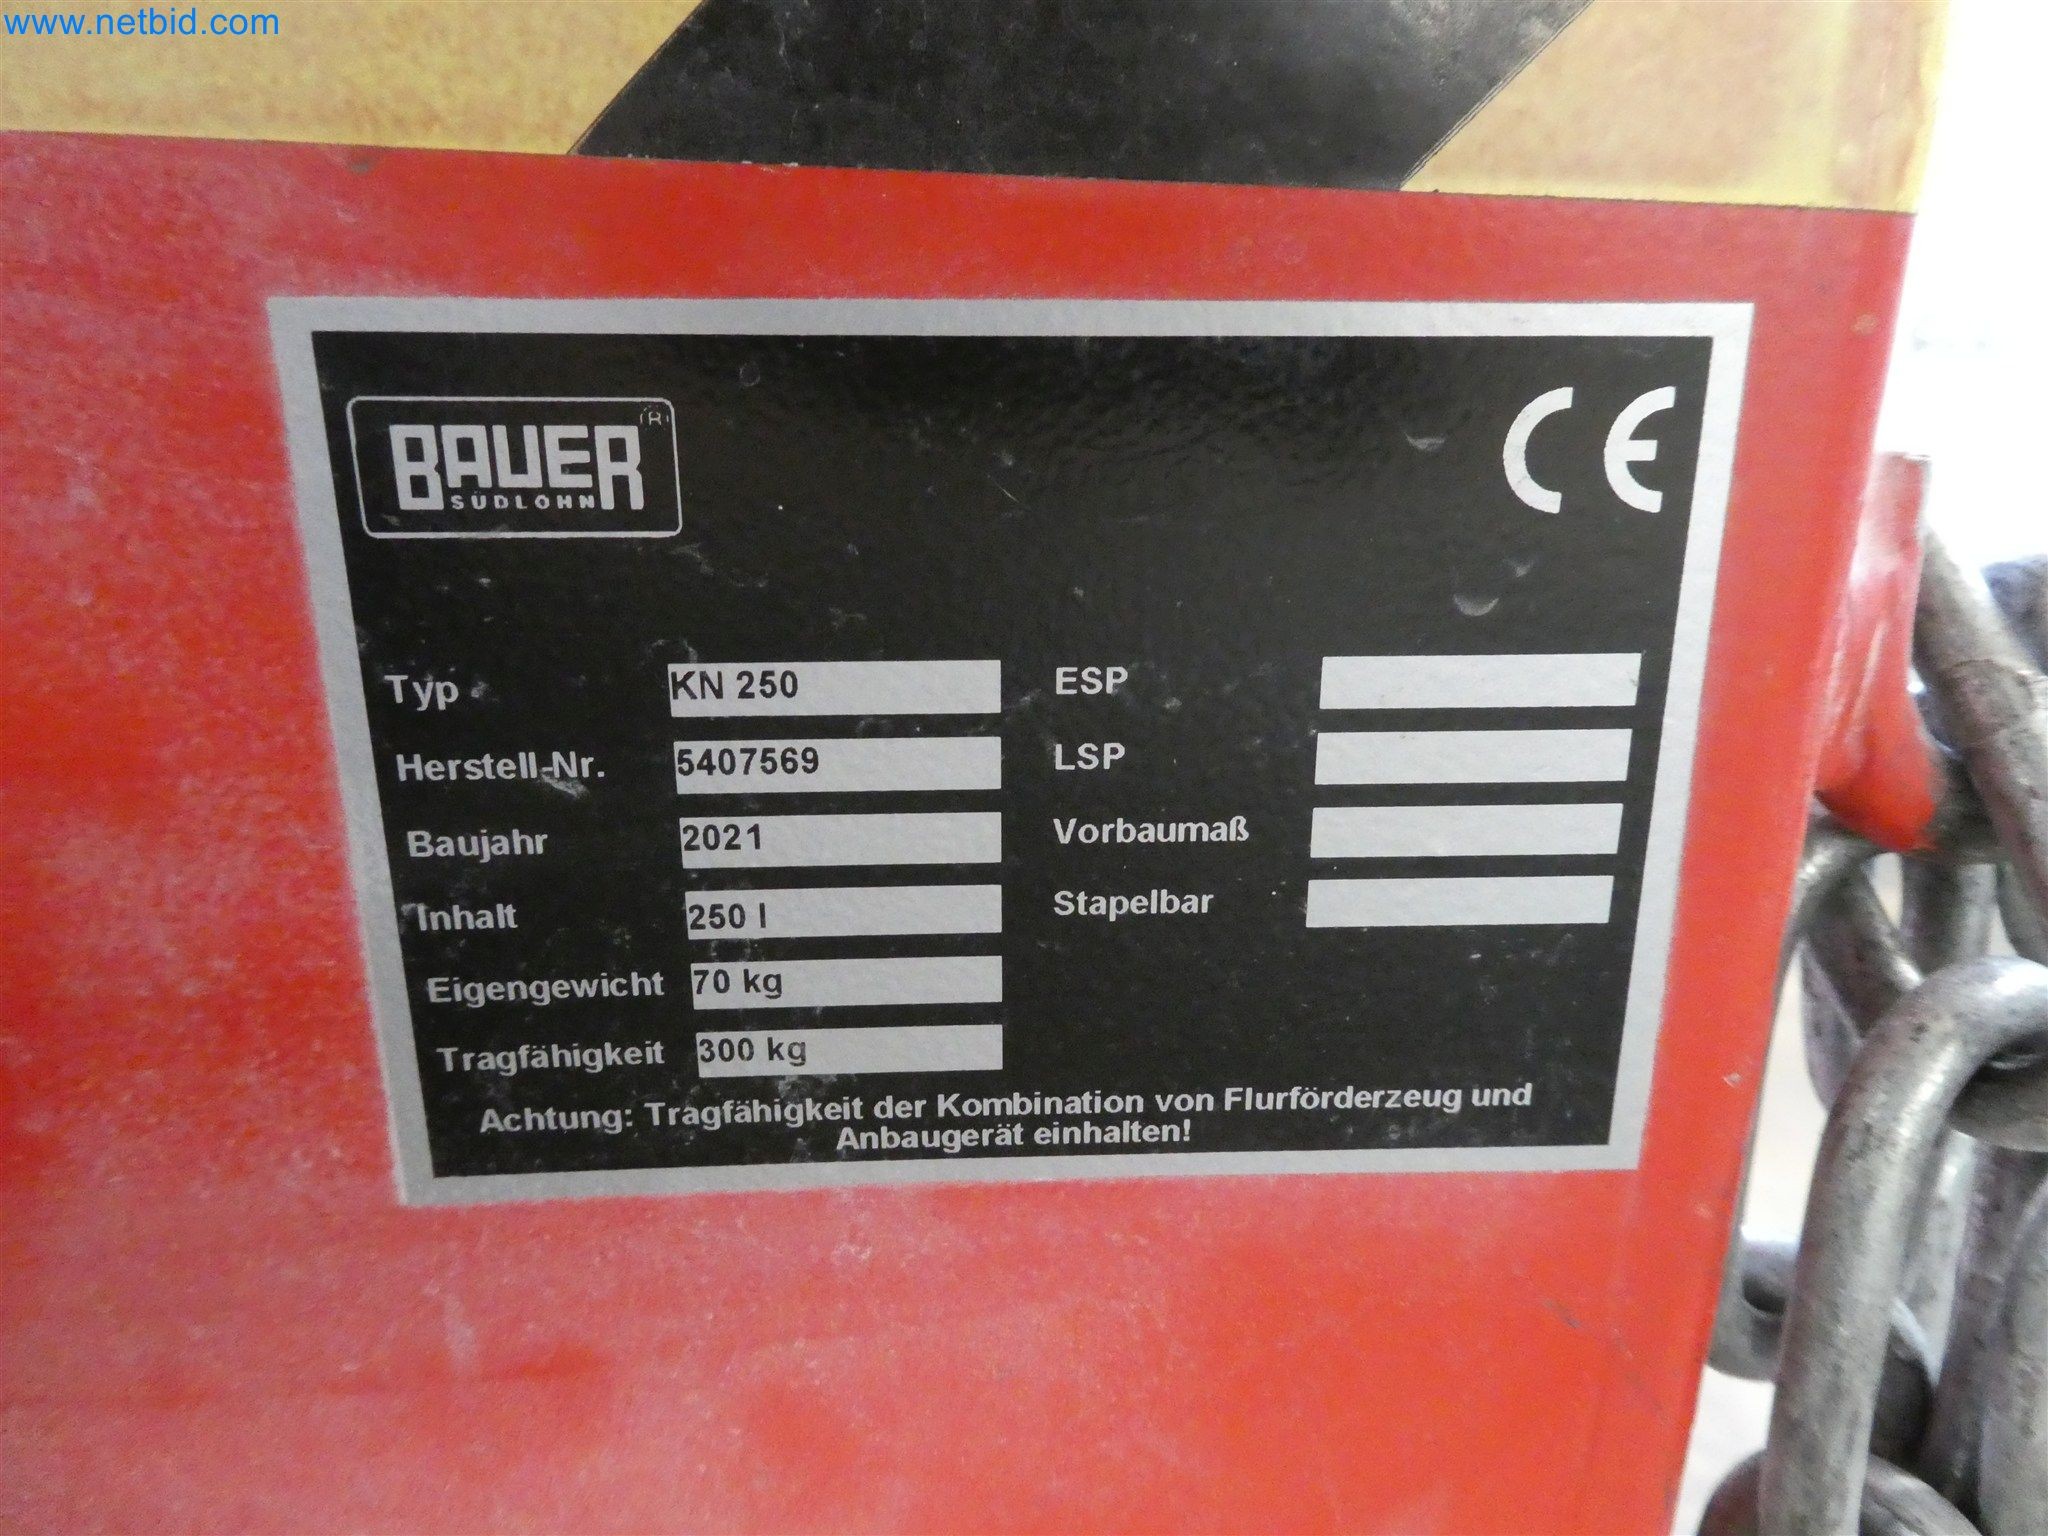 www.netbid.com
BAUER ®
SÜDLOHN
CE
Typ KN 250 ESP
Herstell-Nr. 5407569 LSP
Baujahr 2021 Vorbaumaß
Inhalt 250 l Stapelbar
Eigengewicht 70 kg
Tragfähigkeit 300 kg
Achtung: Tragfähigkeit der Kombination von Flurförderzeug und
Anbaugerät einhalten!